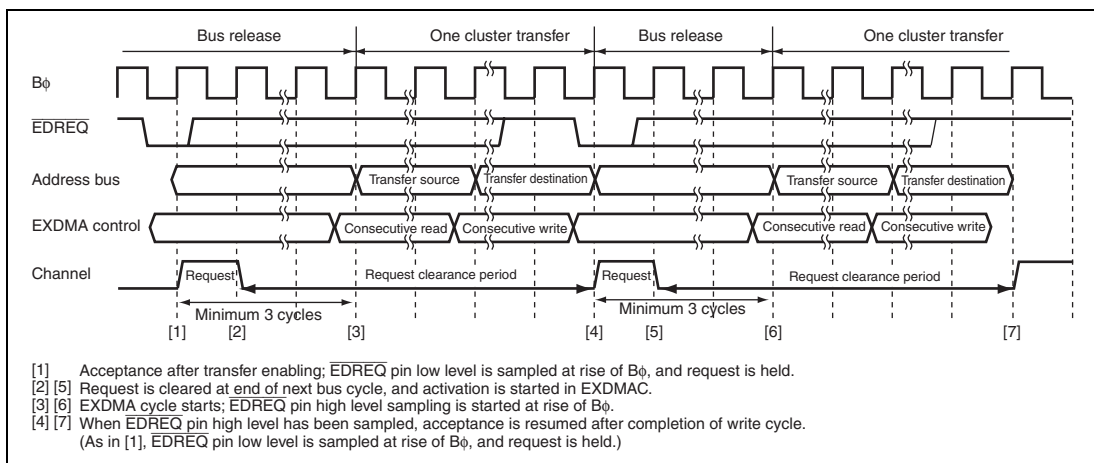 Bus release One cluster transfer Bus release One cluster transfer
Bϕ
EDREQ
Address bus Transfer source Transfer destination Transfer source Transfer destination
EXDMA control Consecutive read Consecutive write Consecutive read Consecutive write
Channel Request Request clearance period Request Request clearance period
Minimum 3 cycles Minimum 3 cycles
[1] [2] [3] [4] [5] [6] [7]
[1] Acceptance after transfer enabling; EDREQ pin low level is sampled at rise of Bϕ, and request is held.
[2] [5] Request is cleared at end of next bus cycle, and activation is started in EXDMAC.
[3] [6] EXDMA cycle starts; EDREQ pin high level sampling is started at rise of Bϕ.
[4] [7] When EDREQ pin high level has been sampled, acceptance is resumed after completion of write cycle.
(As in [1], EDREQ pin low level is sampled at rise of Bϕ, and request is held.)